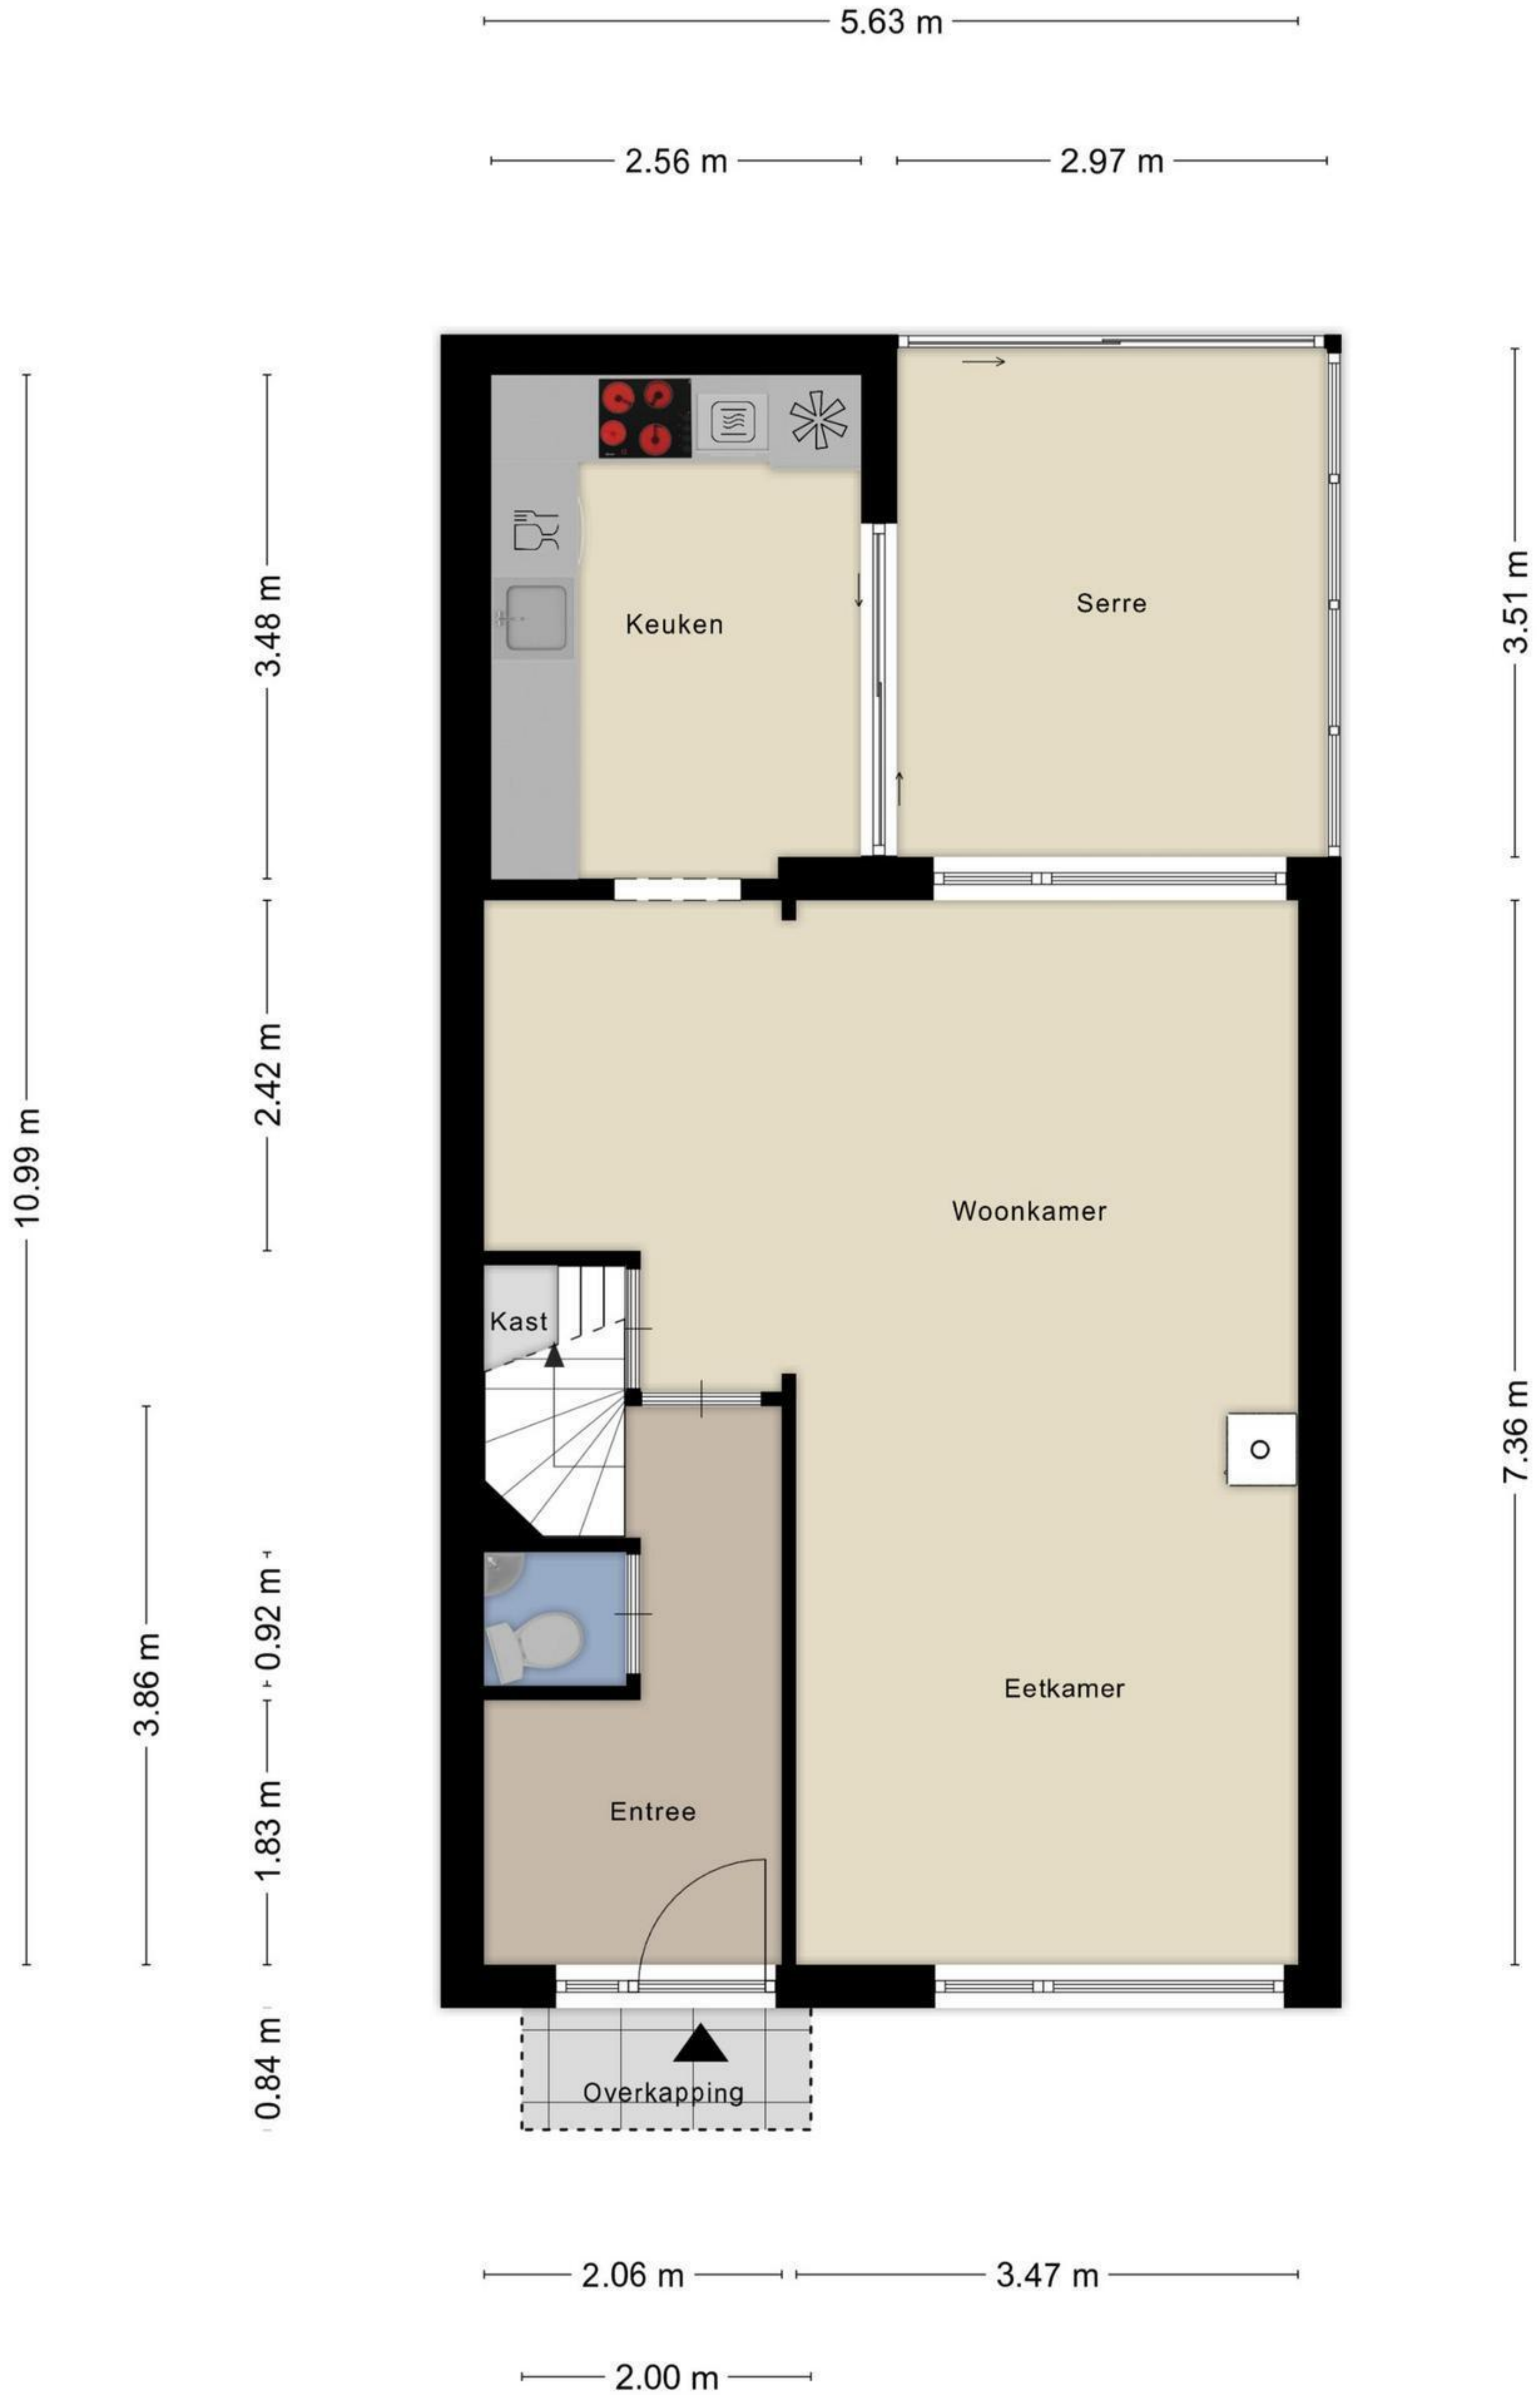 5.63 m
2.56 m
2.97 m
3.48 m
Keuken
Serre
3.51 m
2.42 m
10.99 m
Woonkamer
Kast
7.36 m
3.86 m
0.92 m
Eetkamer
1.83 m
Entree
0.84 m
Overkapping
2.06 m
3.47 m
2.00 m